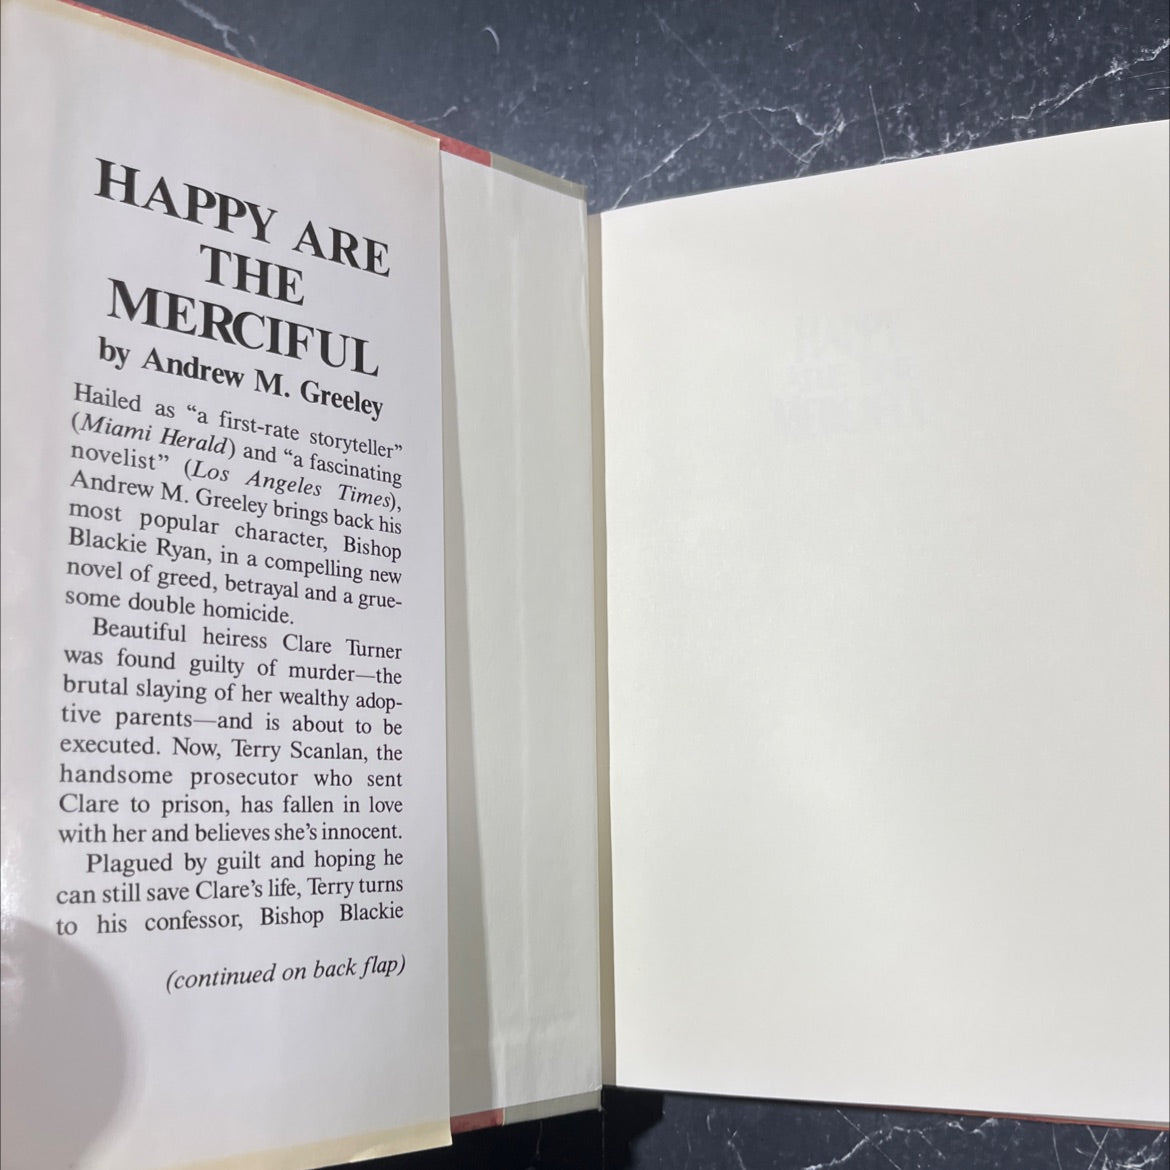 HAPPY ARE
THE
MERCIFUL
by Andrew M. Greeley
Hailed as “a first-rate storyteller”
(Miami Herald) and “a fascinating
novelist” (Los Angeles Times),
Andrew M. Greeley brings back his
most popular character, Bishop
Blackie Ryan, in a compelling new
novel of greed, betrayal and a grue-
some double homicide.
Beautiful heiress Clare Turner
was found guilty of murder—the
brutal slaying of her wealthy adop-
tive parents—and is about to be
executed. Now, Terry Scanlan, the
handsome prosecutor who sent
Clare to prison, has fallen in love
with her and believes she’s innocent.
Plagued by guilt and hoping he
can still save Clare’s life, Terry turns
to his confessor, Bishop Blackie
(continued on back flap)